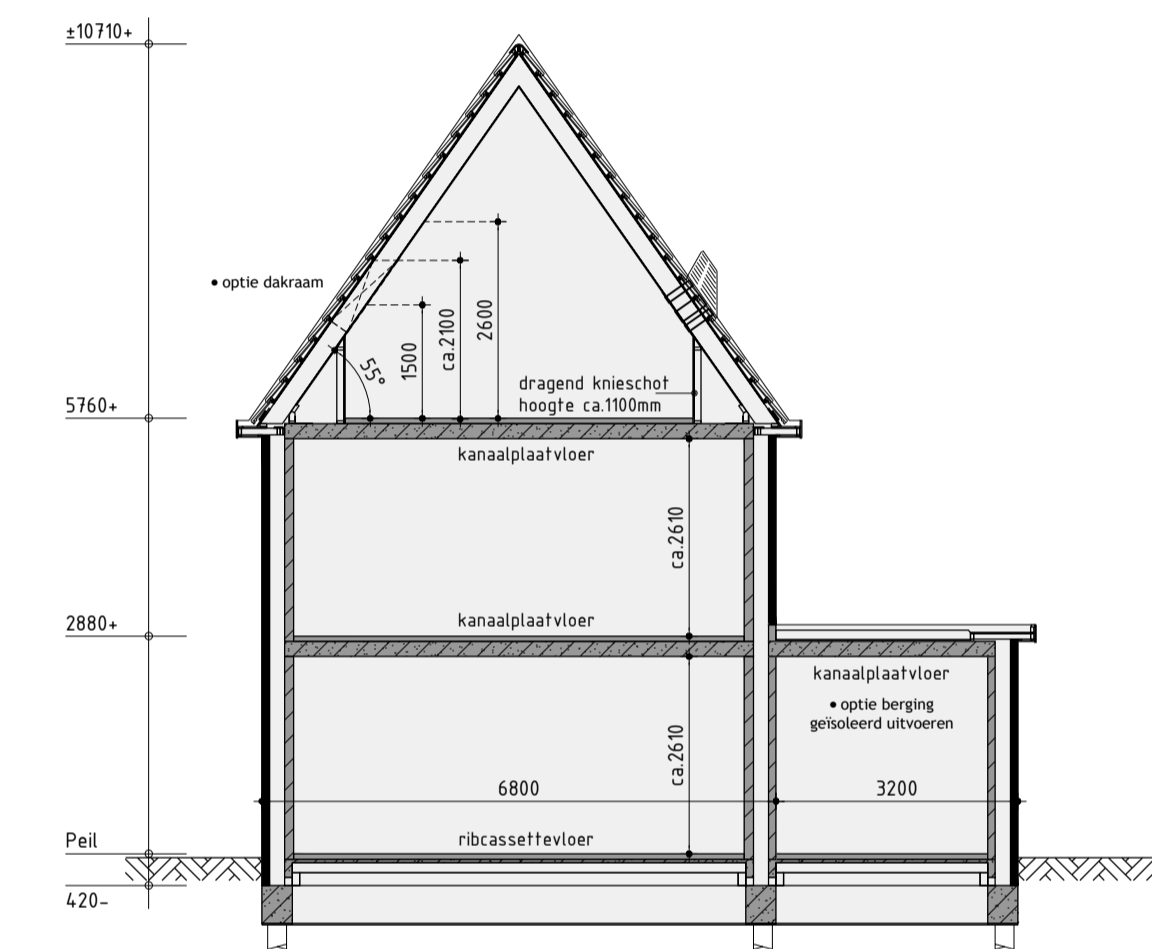 ±10710+
• optie dakraam
55°
1500
ca.2100
2600
dragend knieschot
hoogte ca.1100mm
5760+
kanaalplaatvloer
ca.2610
kanaalplaatvloer
2880+
kanaalplaatvloer
• optie berging
geïsoleerd uitvoeren
ca.2610
6800
3200
Peil
ribcassettevloer
420-